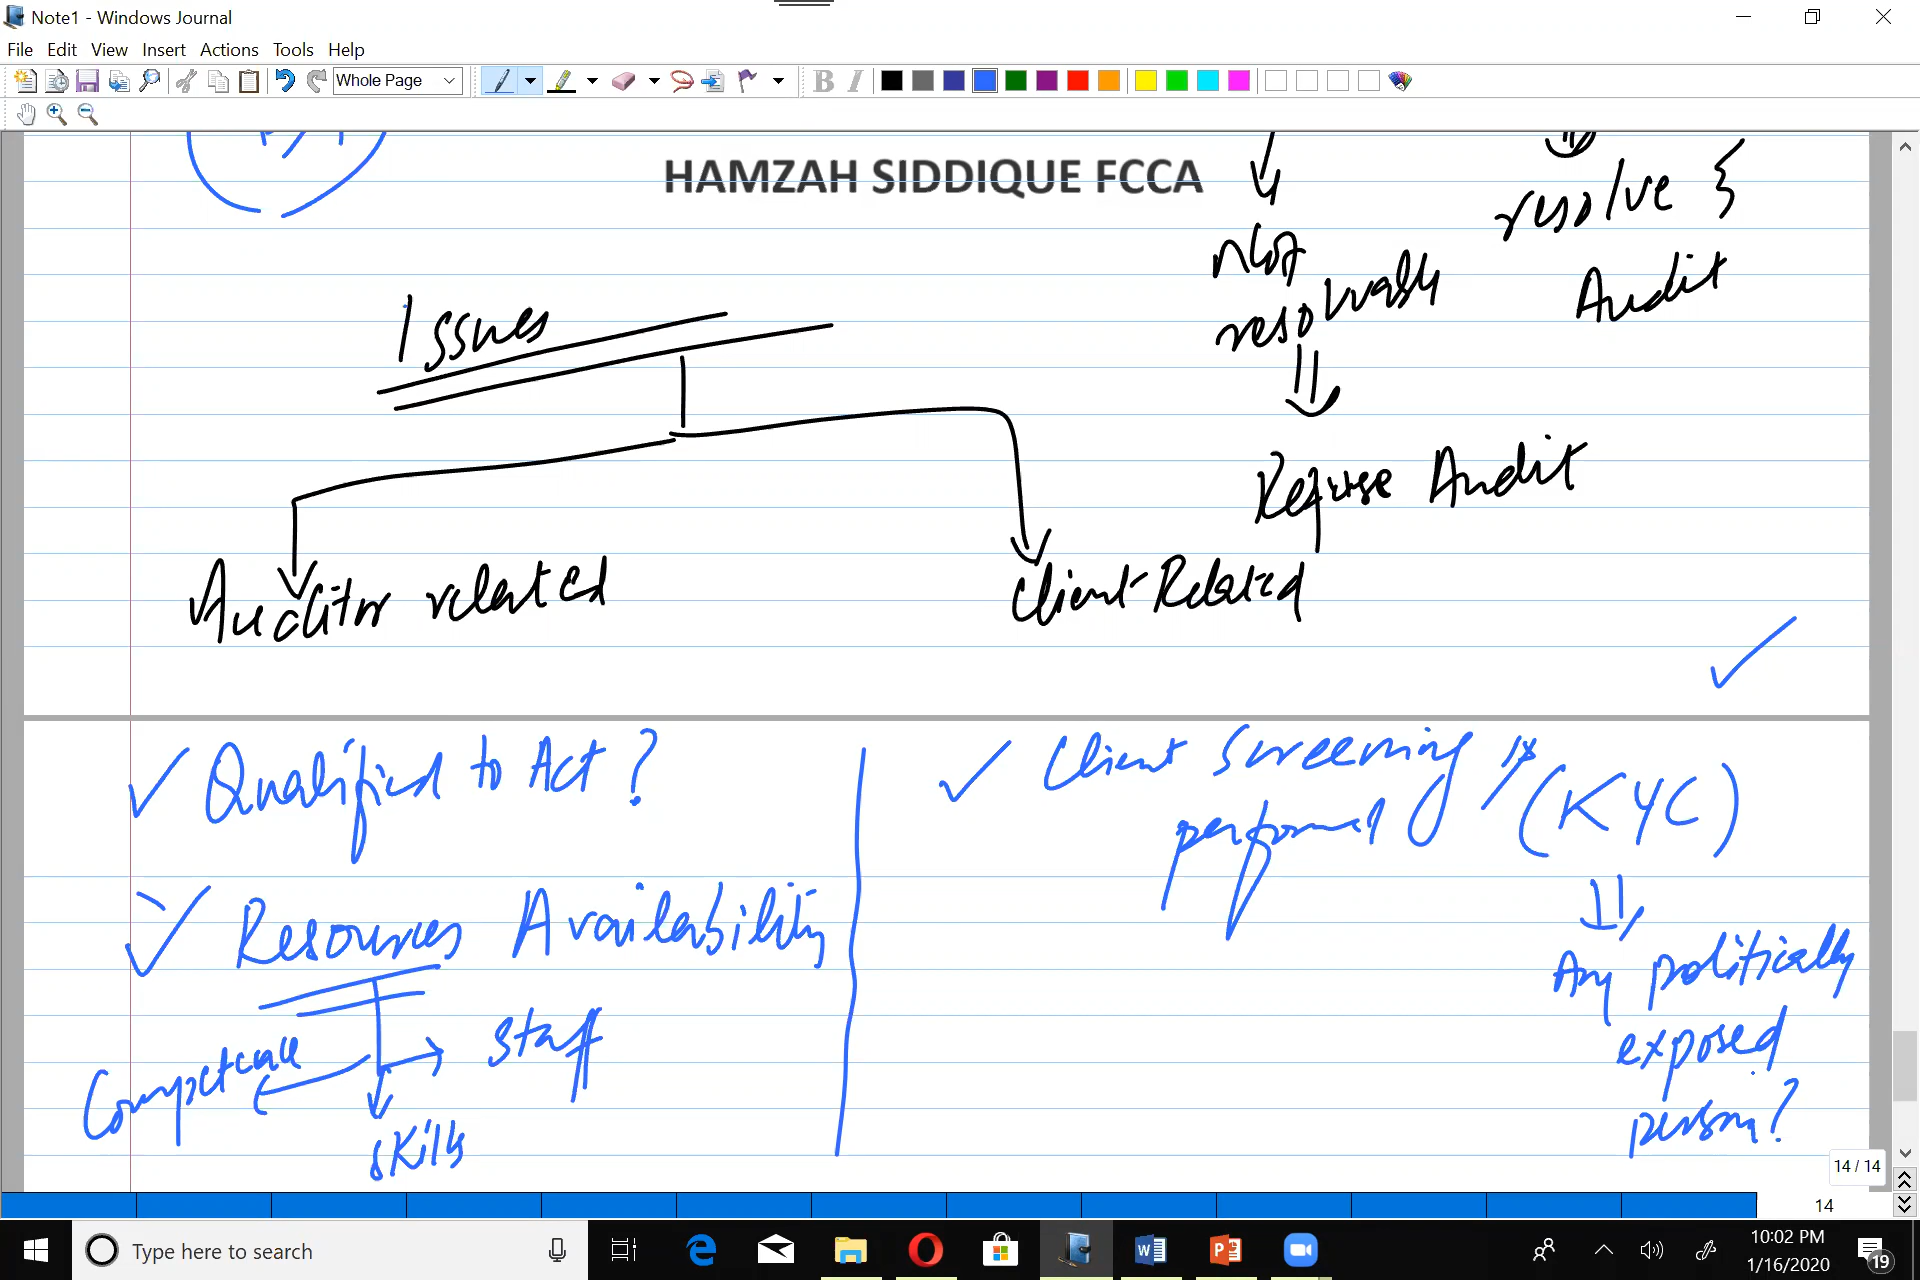 Note1 - Windows Journal
File Edit View Insert Actions Tools Help
Whole Page
HAMZAH SIDDIQUE FCCA
resolve }
Audit
not
Issues
Refuse Audit
Auditor related
Client Related
✓ Qualified to Act?
✓ Client Screening
performed
(KYC)
✓ Resources Availability
Any politically
exposed
person?
Staff
Competence
skills
14 / 14
14
Type here to search
10:02 PM
1/16/2020
19